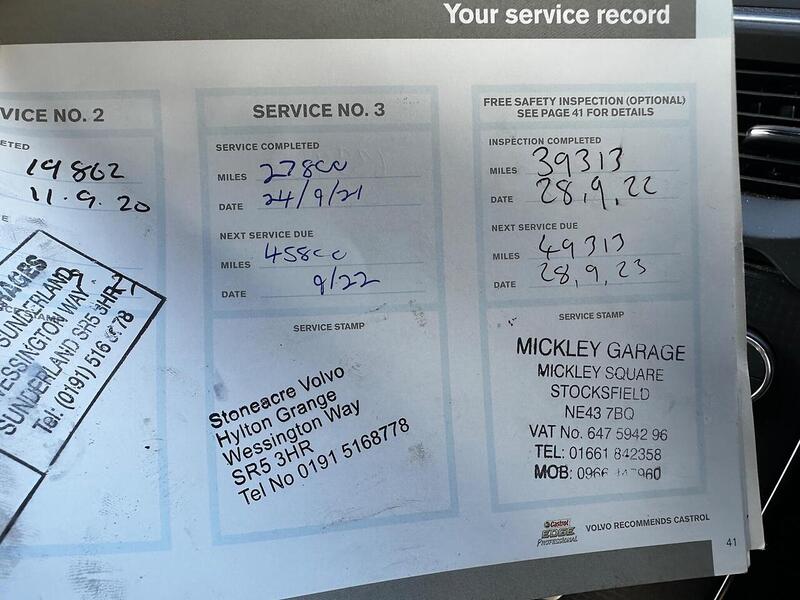 Your service record
VICE NO. 2
ETED
19862
11.9.20
SUNDERLAND
WESSINGTON WAY
SUNDERLAND SR5 3HR
Tel: (0191) 516
SERVICE NO. 3
SERVICE COMPLETED
MILES 27800
DATE 24/9/21
NEXT SERVICE DUE
MILES 45800
DATE 9/22
SERVICE STAMP
Stoneacre Volvo
Hylton Grange
Wessington Way
SR5 3HR
Tel No 0191 5168778
FREE SAFETY INSPECTION (OPTIONAL)
SEE PAGE 41 FOR DETAILS
INSPECTION COMPLETED
MILES 39313
DATE 28,9,22
NEXT SERVICE DUE
MILES 49313
DATE 28,9,23
SERVICE STAMP
MICKLEY GARAGE
MICKLEY SQUARE
STOCKSFIELD
NE43 7BQ
VAT No. 647 5942 96
TEL: 01661 842358
MOB:
Castrol
EDGE
PROFESSIONAL
VOLVO RECOMMENDS CASTROL
41